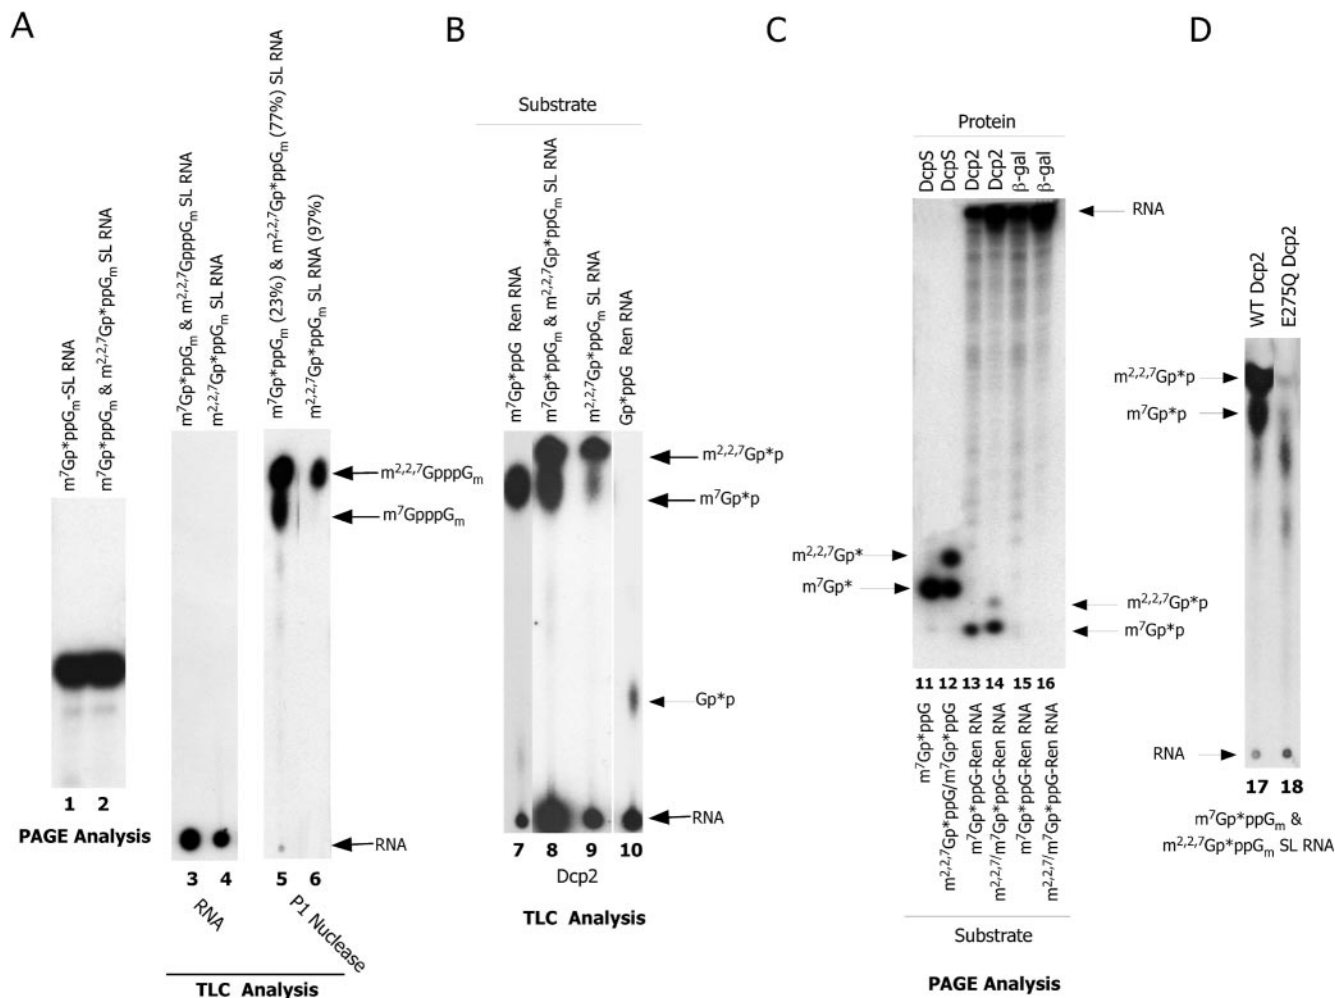 A
m7Gp*ppGm-SL RNA
m7Gp*ppGm & m2,2,7Gp*ppGm SL RNA
1 2
PAGE Analysis
m7Gp*ppGm & m2,2,7GpppGm SL RNA
m2,2,7Gp*ppGm SL RNA
m7Gp*ppGm (23%) & m2,2,7Gp*ppGm (77%) SL RNA
m2,2,7Gp*ppGm SL RNA (97%)
m2,2,7GpppGm
m7GpppGm
RNA
3 4 5 6
RNA
P1 Nuclease
TLC Analysis
B
Substrate
m7Gp*ppG Ren RNA
m7Gp*ppGm & m2,2,7Gp*ppGm SL RNA
m2,2,7Gp*ppGm SL RNA
Gp*ppG Ren RNA
m2,2,7Gp*p
m7Gp*p
Gp*p
RNA
7 8 9 10
Dcp2
TLC Analysis
C
Protein
DcpS
DcpS
Dcp2
Dcp2
β-gal
β-gal
RNA
m2,2,7Gp*
m7Gp*
m2,2,7Gp*p
m7Gp*p
11 12 13 14 15 16
m7Gp*ppG
m2,2,7Gp*ppG/m7Gp*ppG
m7Gp*ppG-Ren RNA
m2,2,7/m7Gp*ppG-Ren RNA
m7Gp*ppG-Ren RNA
m2,2,7/m7Gp*ppG-Ren RNA
Substrate
PAGE Analysis
D
WT Dcp2
E275Q Dcp2
m2,2,7Gp*p
m7Gp*p
RNA
17 18
m7Gp*ppGm &
m2,2,7Gp*ppGm SL RNA